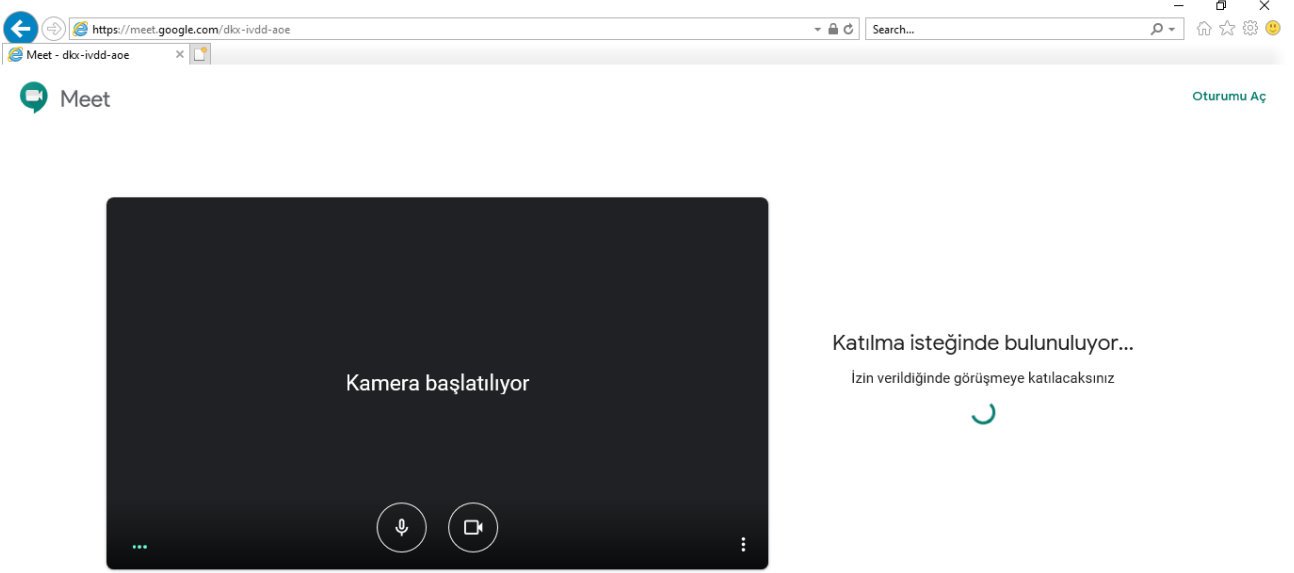 https://meet.google.com/dkx-ivdd-aoe
Search...
Meet - dkx-ivdd-aoe
Meet
Oturumu Aç
Kamera başlatılıyor
Katılma isteğinde bulunuluyor...
İzin verildiğinde görüşmeye katılacaksınız